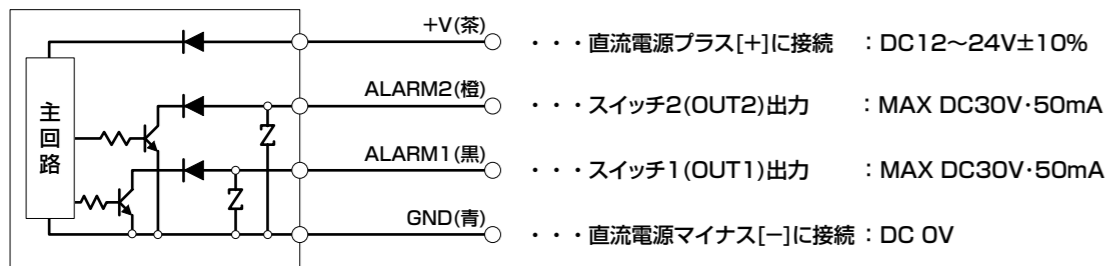 +V(茶) ・・・直流電源プラス[+]に接続 : DC12〜24V±10%
ALARM2(橙) ・・・スイッチ2(OUT2)出力 : MAX DC30V・50mA
主回路
ALARM1(黒) ・・・スイッチ1(OUT1)出力 : MAX DC30V・50mA
GND(青) ・・・直流電源マイナス[−]に接続 : DC 0V